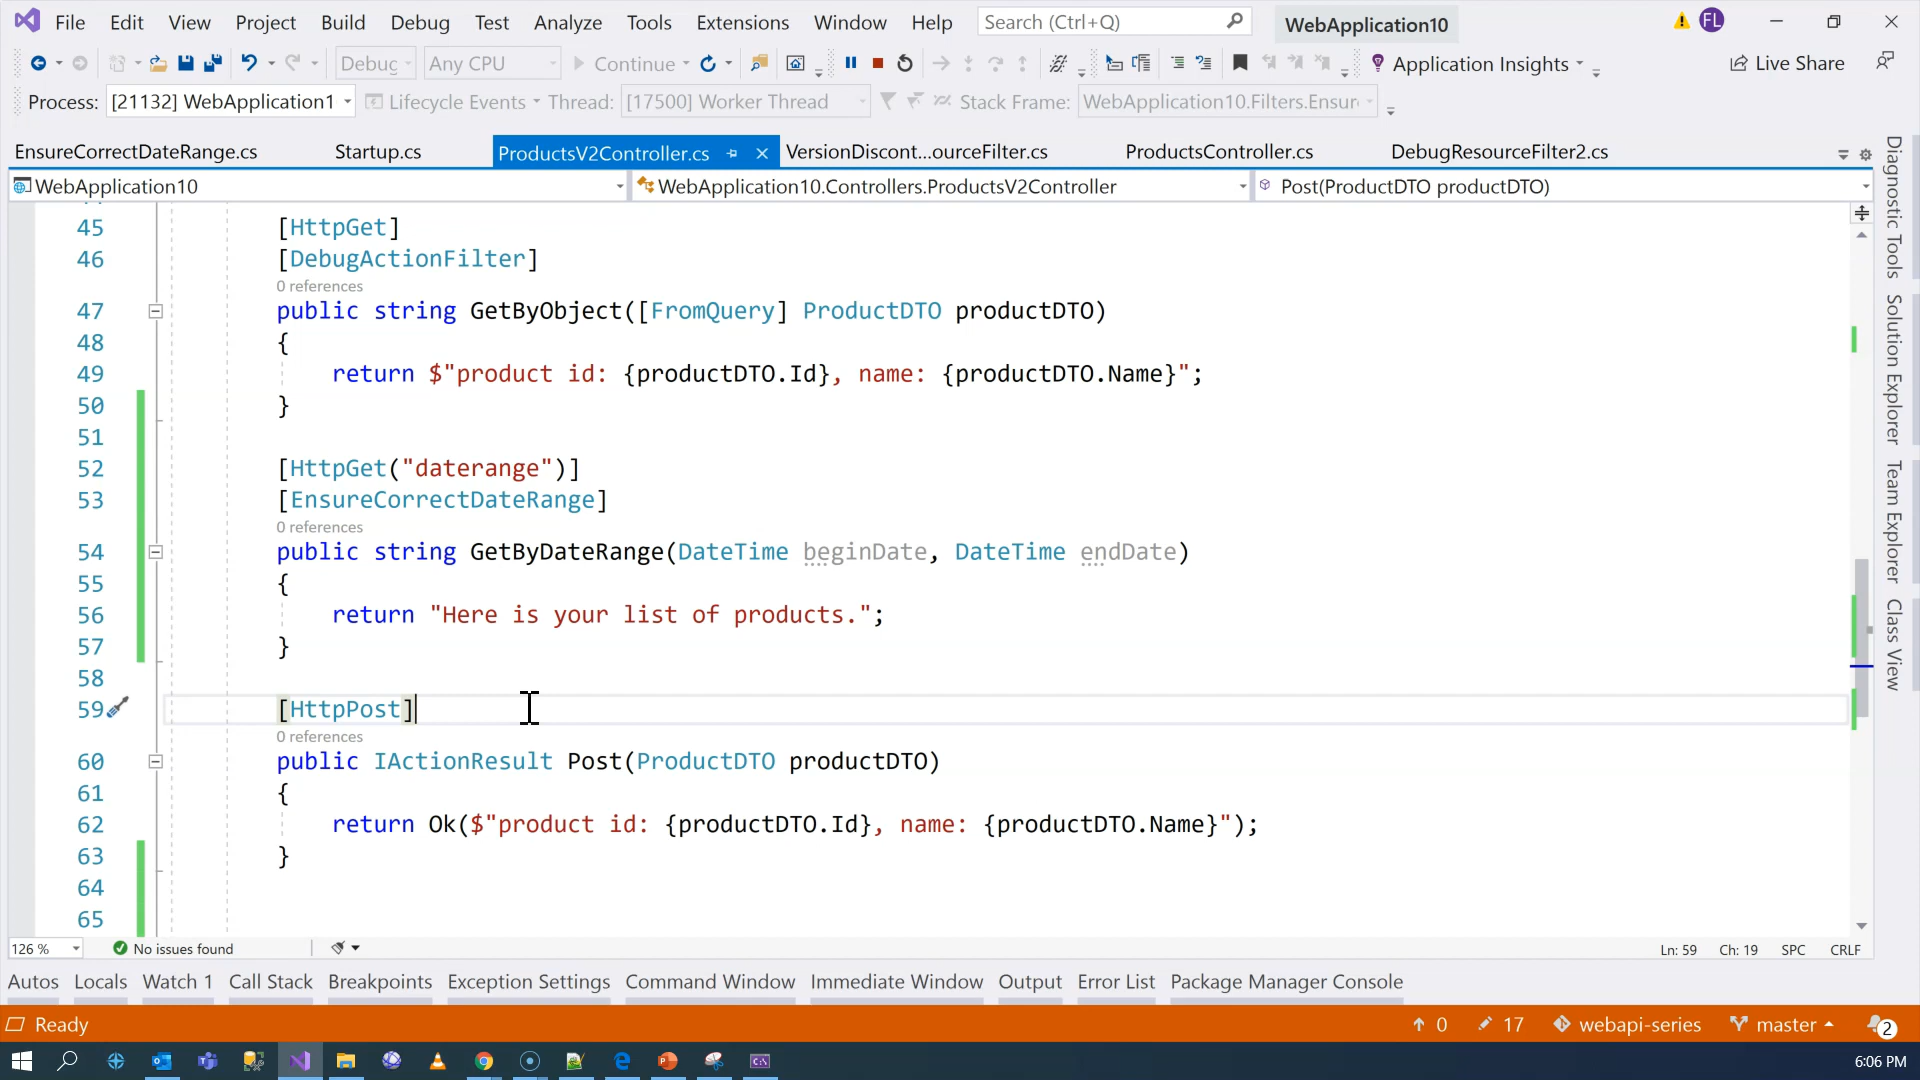 File Edit View Project Build Debug Test Analyze Tools Extensions Window Help Search (Ctrl+Q) WebApplication10 FL
Debug Any CPU Continue Application Insights Live Share
Process: [21132] WebApplication1 Lifecycle Events Thread: [17500] Worker Thread Stack Frame: WebApplication10.Filters.Ensur
EnsureCorrectDateRange.cs Startup.cs ProductsV2Controller.cs VersionDiscont...ourceFilter.cs ProductsController.cs DebugResourceFilter2.cs
WebApplication10 WebApplication10.Controllers.ProductsV2Controller Post(ProductDTO productDTO)
45 [HttpGet]
46 [DebugActionFilter]
0 references
47 public string GetByObject([FromQuery] ProductDTO productDTO)
48 {
49 return $"product id: {productDTO.Id}, name: {productDTO.Name}";
50 }
51
52 [HttpGet("daterange")]
53 [EnsureCorrectDateRange]
0 references
54 public string GetByDateRange(DateTime beginDate, DateTime endDate)
55 {
56 return "Here is your list of products.";
57 }
58
59 [HttpPost]
0 references
60 public IActionResult Post(ProductDTO productDTO)
61 {
62 return Ok($"product id: {productDTO.Id}, name: {productDTO.Name}");
63 }
64
65
Diagnostic Tools
Solution Explorer
Team Explorer
Class View
126 % No issues found Ln: 59 Ch: 19 SPC CRLF
Autos Locals Watch 1 Call Stack Breakpoints Exception Settings Command Window Immediate Window Output Error List Package Manager Console
Ready 0 17 webapi-series master 2
6:06 PM